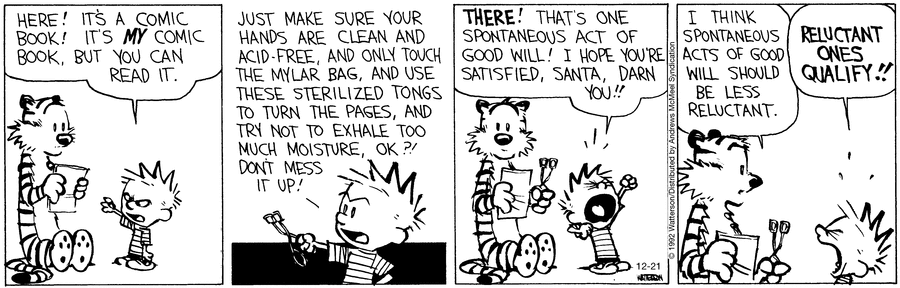 HERE! IT'S A COMIC
BOOK! IT'S MY COMIC
BOOK, BUT YOU CAN
READ IT.
JUST MAKE SURE YOUR
HANDS ARE CLEAN AND
ACID-FREE, AND ONLY TOUCH
THE MYLAR BAG, AND USE
THESE STERILIZED TONGS
TO TURN THE PAGES, AND
TRY NOT TO EXHALE TOO
MUCH MOISTURE, OK?!
DON'T MESS
IT UP!
THERE! THAT'S ONE
SPONTANEOUS ACT OF
GOOD WILL! I HOPE YOU'RE
SATISFIED, SANTA, DARN
YOU!!
12-21
WATTERSON
© 1992 Watterson/Distributed by Andrews McMeel Syndication
I THINK
SPONTANEOUS
ACTS OF GOOD
WILL SHOULD
BE LESS
RELUCTANT.
RELUCTANT
ONES
QUALIFY!!